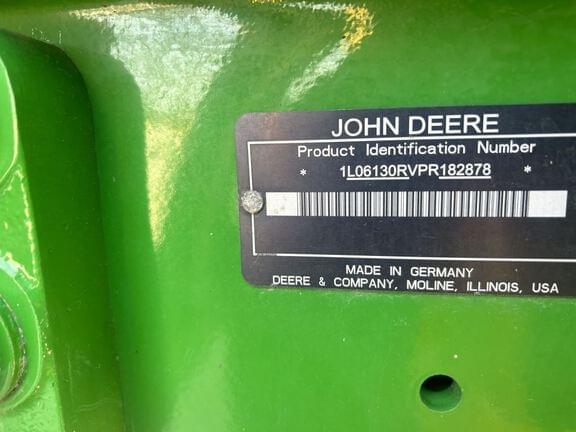 JOHN DEERE
Product Identification Number
* 1L06130RVPR182878 *
MADE IN GERMANY
DEERE & COMPANY, MOLINE, ILLINOIS, USA